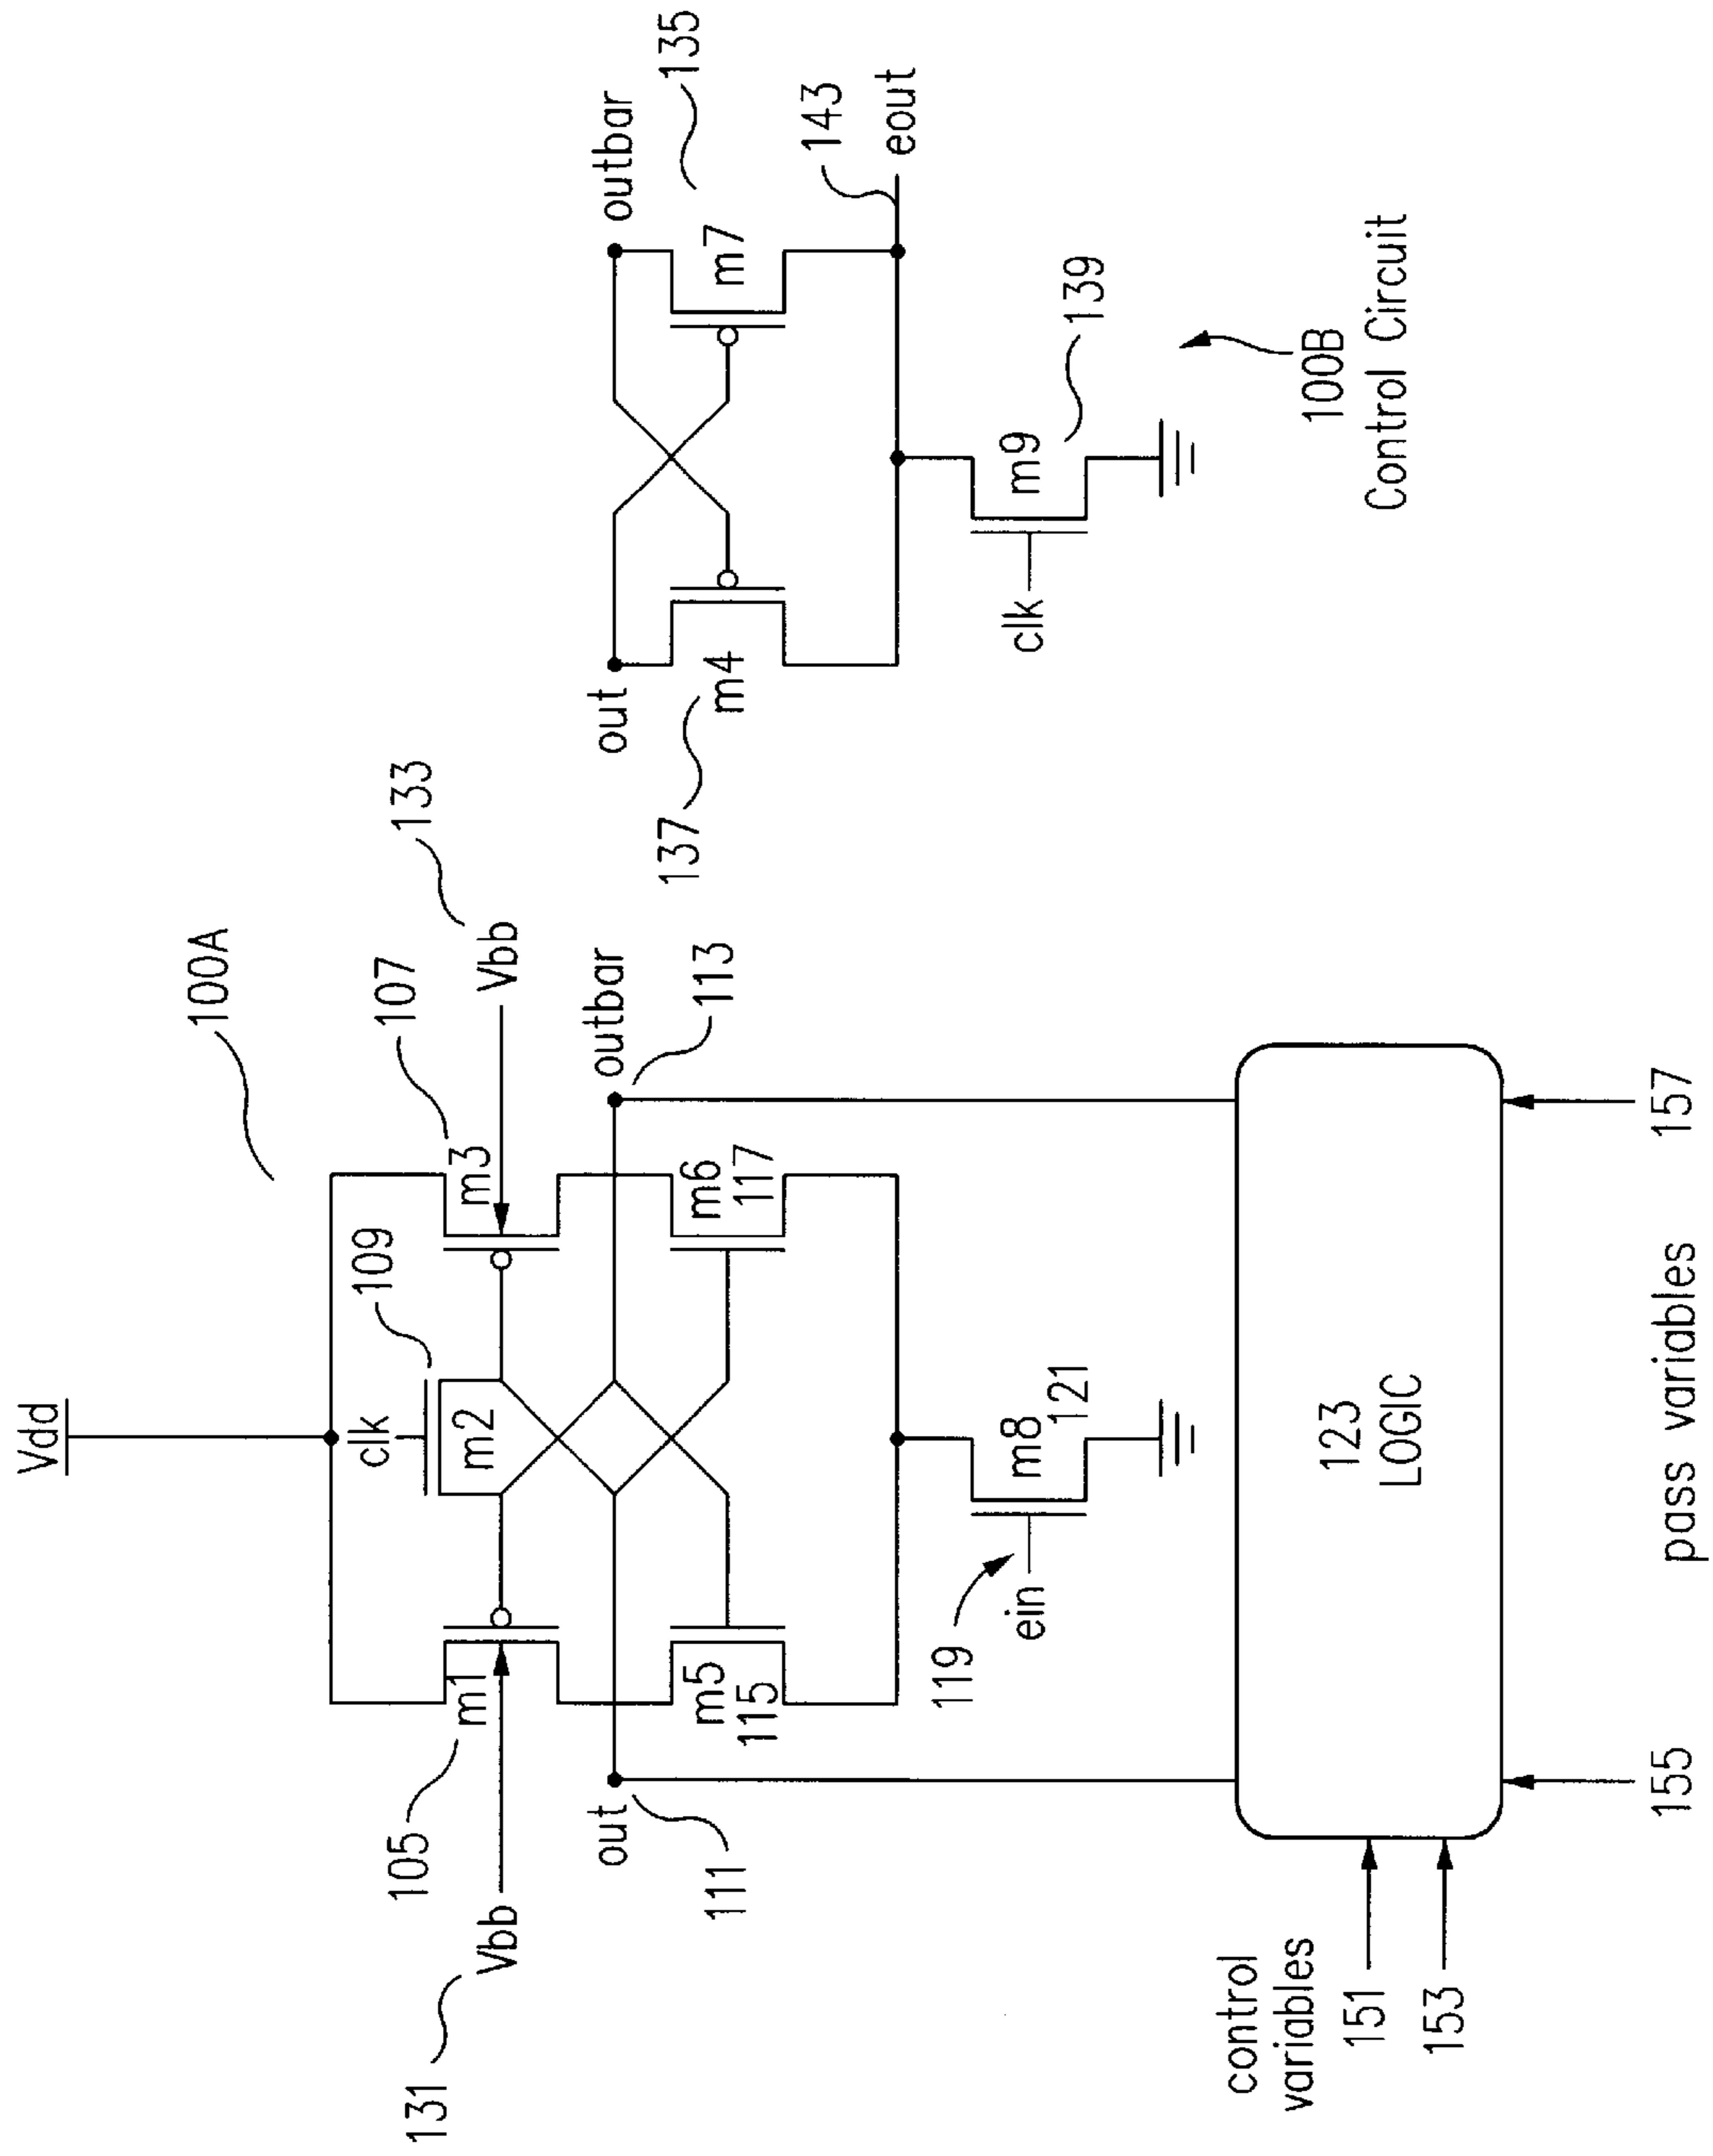 100A
Vdd
clk
109
107
133
105
m1
m2
m3
131
Vbb
Vbb
out
outbar
111
113
m5
115
m6
117
119
ein
m8
121
123
LOGIC
control
variables
151
153
155
157
pass variables
out
outbar
135
137
m4
m7
143
eout
clk
m9
139
100B
Control Circuit